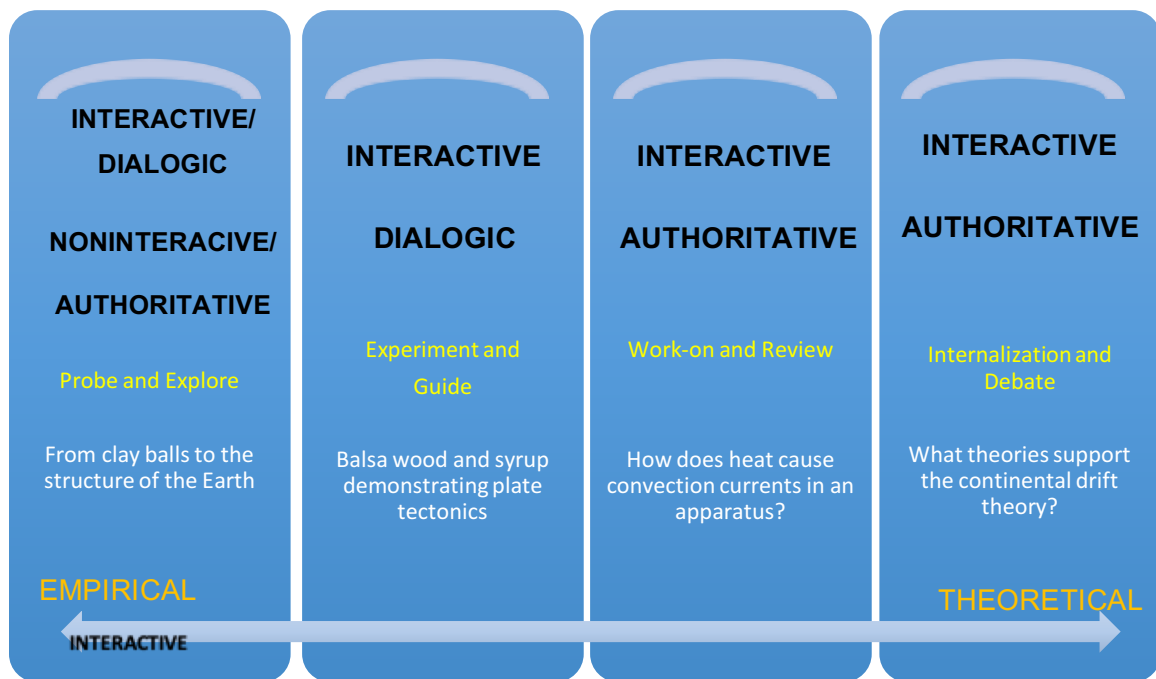 INTERACTIVE/
DIALOGIC
NONINTERACIVE/
AUTHORITATIVE
Probe and Explore
From clay balls to the
structure of the Earth
INTERACTIVE
DIALOGIC
Experiment and
Guide
Balsa wood and syrup
demonstrating plate
tectonics
INTERACTIVE
AUTHORITATIVE
Work-on and Review
How does heat cause
convection currents in an
apparatus?
INTERACTIVE
AUTHORITATIVE
Internalization and
Debate
What theories support
the continental drift
theory?
EMPIRICAL
THEORETICAL
INTERACTIVE